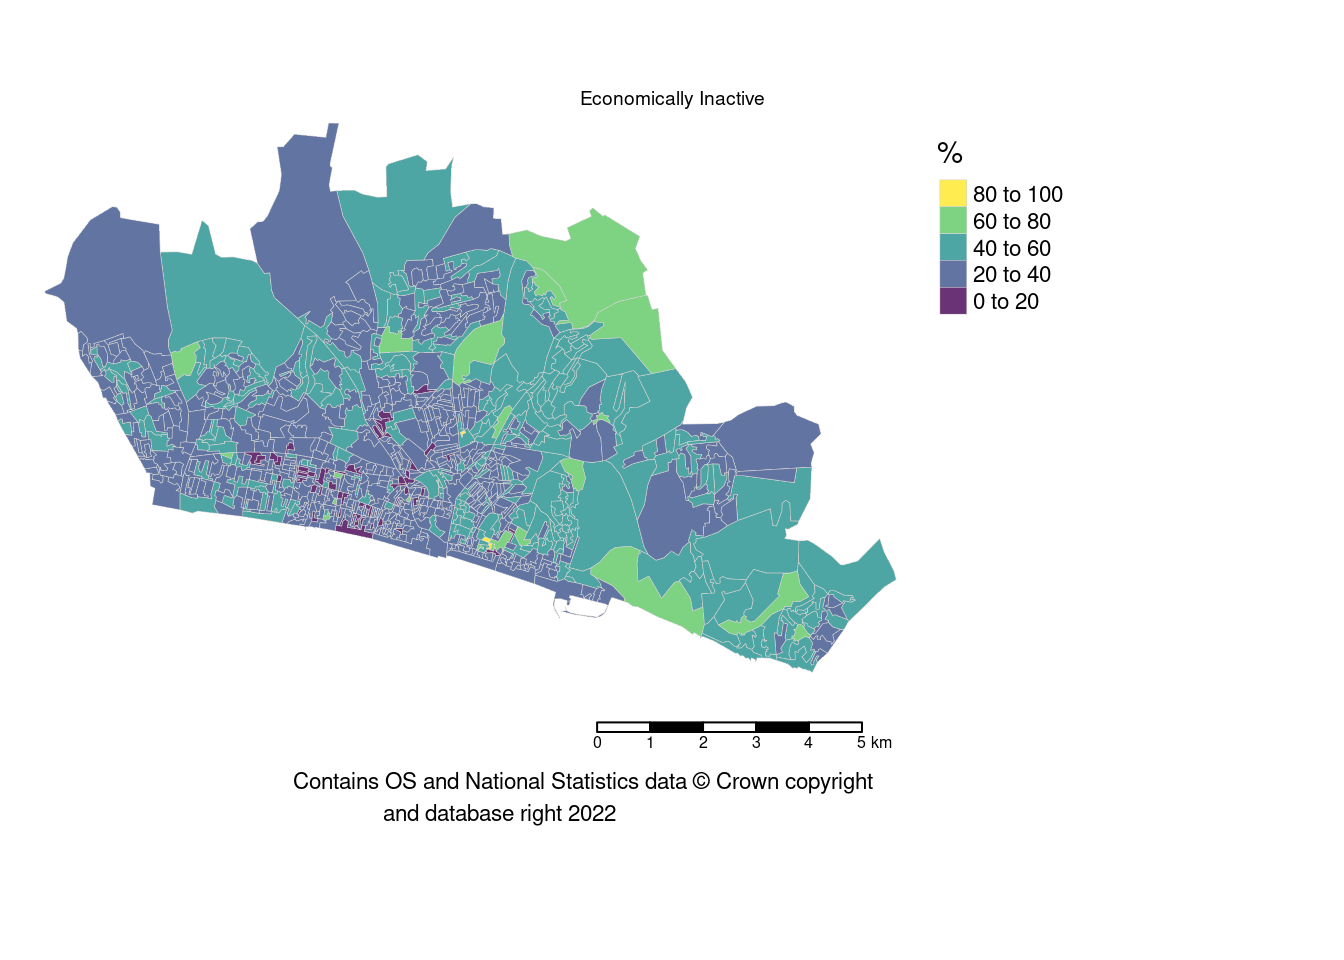 Economically Inactive
%
80 to 100
60 to 80
40 to 60
20 to 40
0 to 20
0 1 2 3 4 5 km
Contains OS and National Statistics data © Crown copyright
and database right 2022